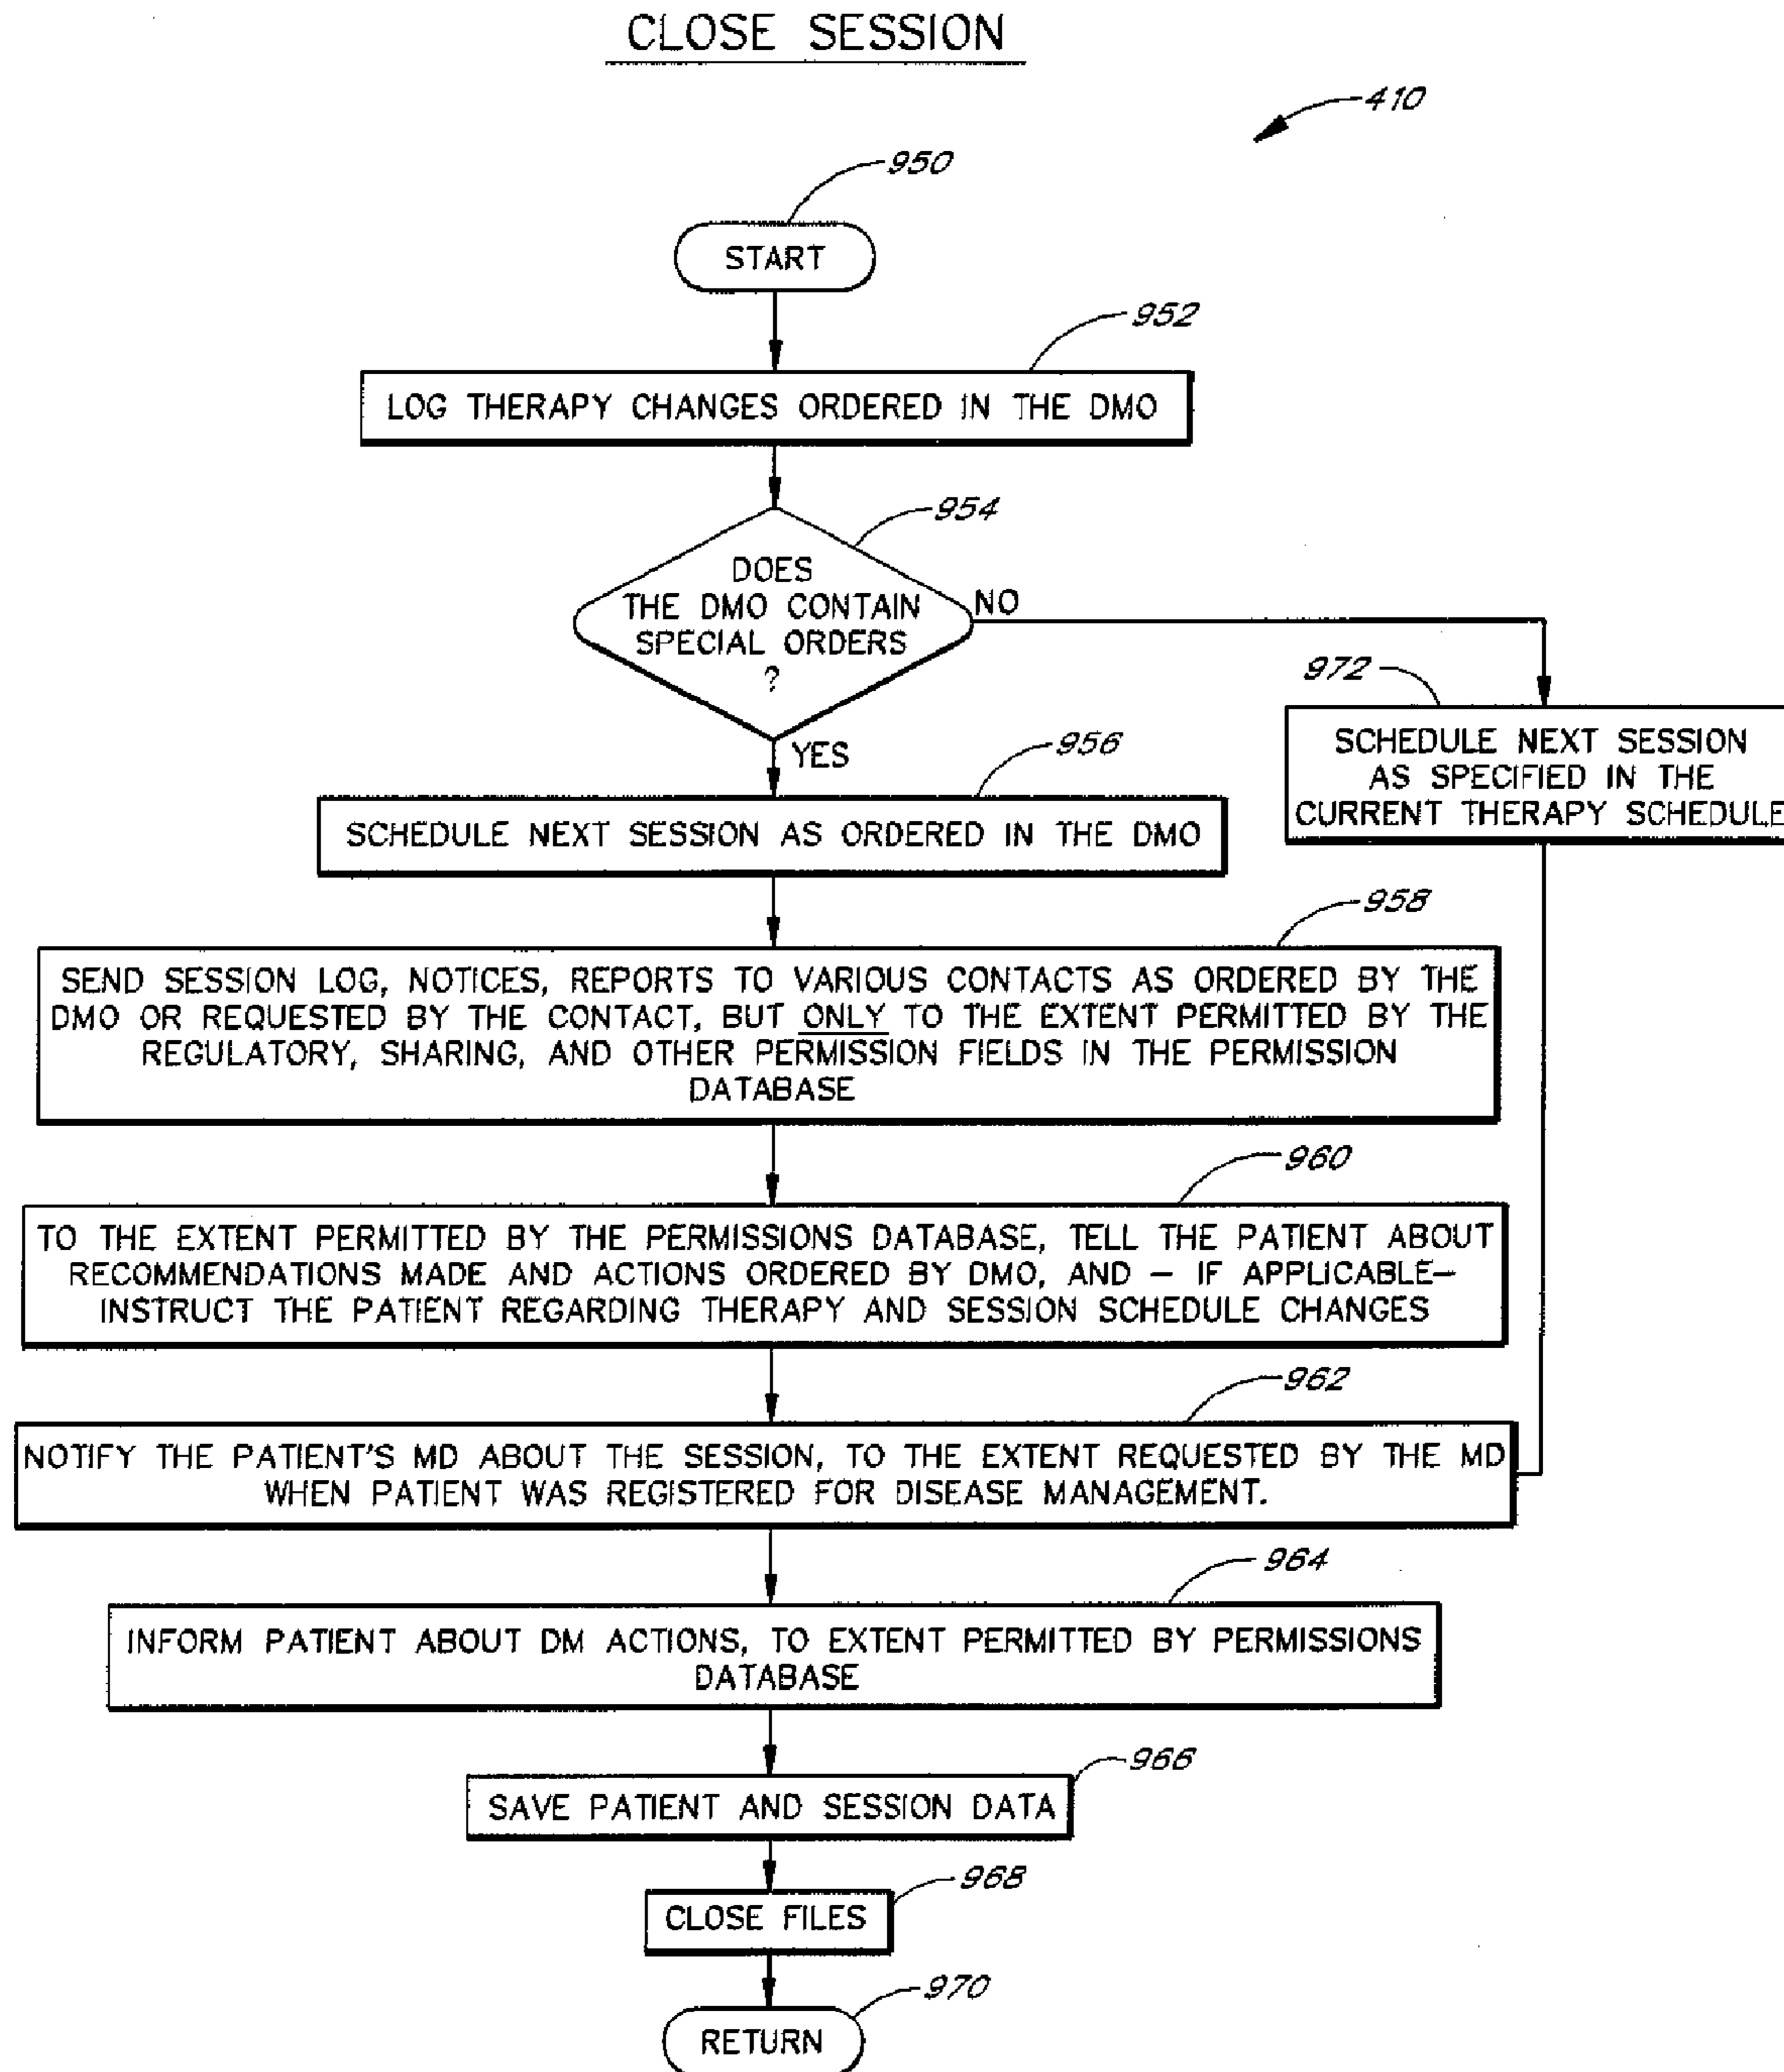 CLOSE SESSION
410
950
START
952
LOG THERAPY CHANGES ORDERED IN THE DMO
954
DOES
THE DMO CONTAIN
SPECIAL ORDERS
?
NO
YES
972
SCHEDULE NEXT SESSION
AS SPECIFIED IN THE
CURRENT THERAPY SCHEDULE
956
SCHEDULE NEXT SESSION AS ORDERED IN THE DMO
958
SEND SESSION LOG, NOTICES, REPORTS TO VARIOUS CONTACTS AS ORDERED BY THE
DMO OR REQUESTED BY THE CONTACT, BUT ONLY TO THE EXTENT PERMITTED BY THE
REGULATORY, SHARING, AND OTHER PERMISSION FIELDS IN THE PERMISSION
DATABASE
960
TO THE EXTENT PERMITTED BY THE PERMISSIONS DATABASE, TELL THE PATIENT ABOUT
RECOMMENDATIONS MADE AND ACTIONS ORDERED BY DMO, AND – IF APPLICABLE–
INSTRUCT THE PATIENT REGARDING THERAPY AND SESSION SCHEDULE CHANGES
962
NOTIFY THE PATIENT'S MD ABOUT THE SESSION, TO THE EXTENT REQUESTED BY THE MD
WHEN PATIENT WAS REGISTERED FOR DISEASE MANAGEMENT.
964
INFORM PATIENT ABOUT DM ACTIONS, TO EXTENT PERMITTED BY PERMISSIONS
DATABASE
966
SAVE PATIENT AND SESSION DATA
968
CLOSE FILES
970
RETURN